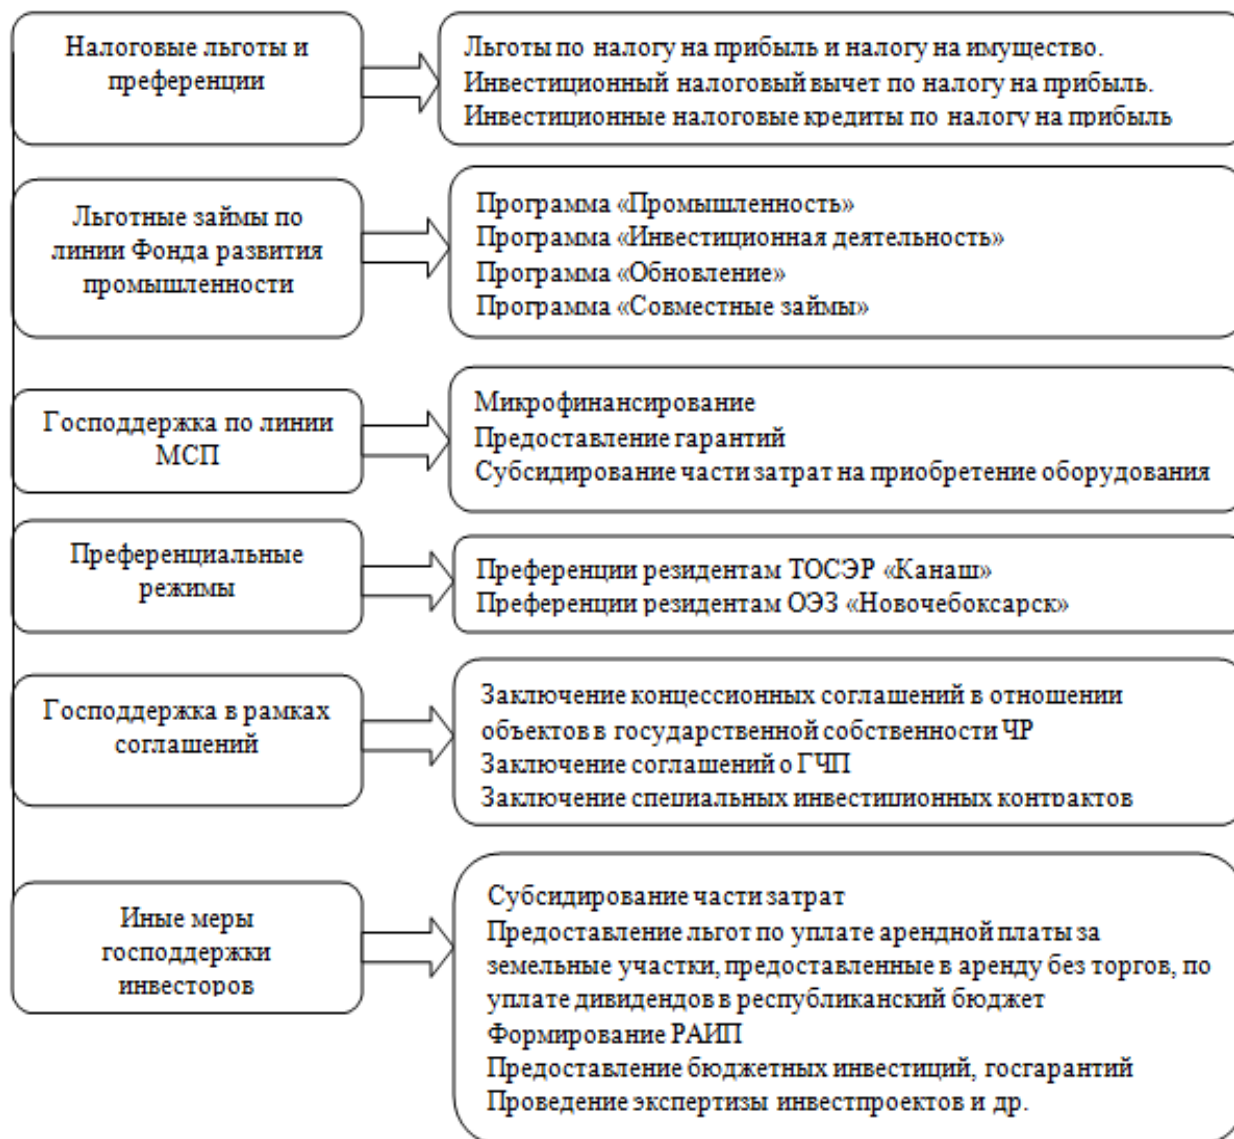 Налоговые льготы и
преференции
Льготы по налогу на прибыль и налогу на имущество.
Инвестиционный налоговый вычет по налогу на прибыль.
Инвестиционные налоговые кредиты по налогу на прибыль
Льготные займы по
линии Фонда развития
промышленности
Программа «Промышленность»
Программа «Инвестиционная деятельность»
Программа «Обновление»
Программа «Совместные займы»
Господдержка по линии
МСП
Микрофинансирование
Предоставление гарантий
Субсидирование части затрат на приобретение оборудования
Преференциальные
режимы
Преференции резидентам ТОСЭР «Канаш»
Преференции резидентам ОЭЗ «Новочебоксарск»
Господдержка в рамках
соглашений
Заключение концессионных соглашений в отношении
объектов в государственной собственности ЧР
Заключение соглашений о ГЧП
Заключение специальных инвестиционных контрактов
Иные меры
господдержки
инвесторов
Субсидирование части затрат
Предоставление льгот по уплате арендной платы за
земельные участки, предоставленные в аренду без торгов, по
уплате дивидендов в республиканский бюджет
Формирование РАИП
Предоставление бюджетных инвестиций, госгарантий
Проведение экспертизы инвестпроектов и др.